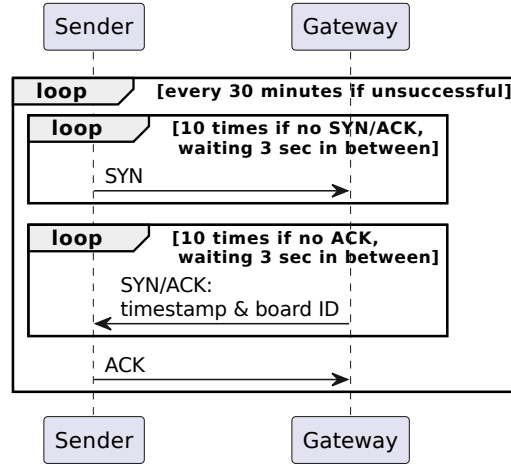 Sender Gateway
loop [every 30 minutes if unsuccessful]
loop [10 times if no SYN/ACK,
waiting 3 sec in between]
SYN
loop [10 times if no ACK,
waiting 3 sec in between]
SYN/ACK:
timestamp & board ID
ACK
Sender Gateway